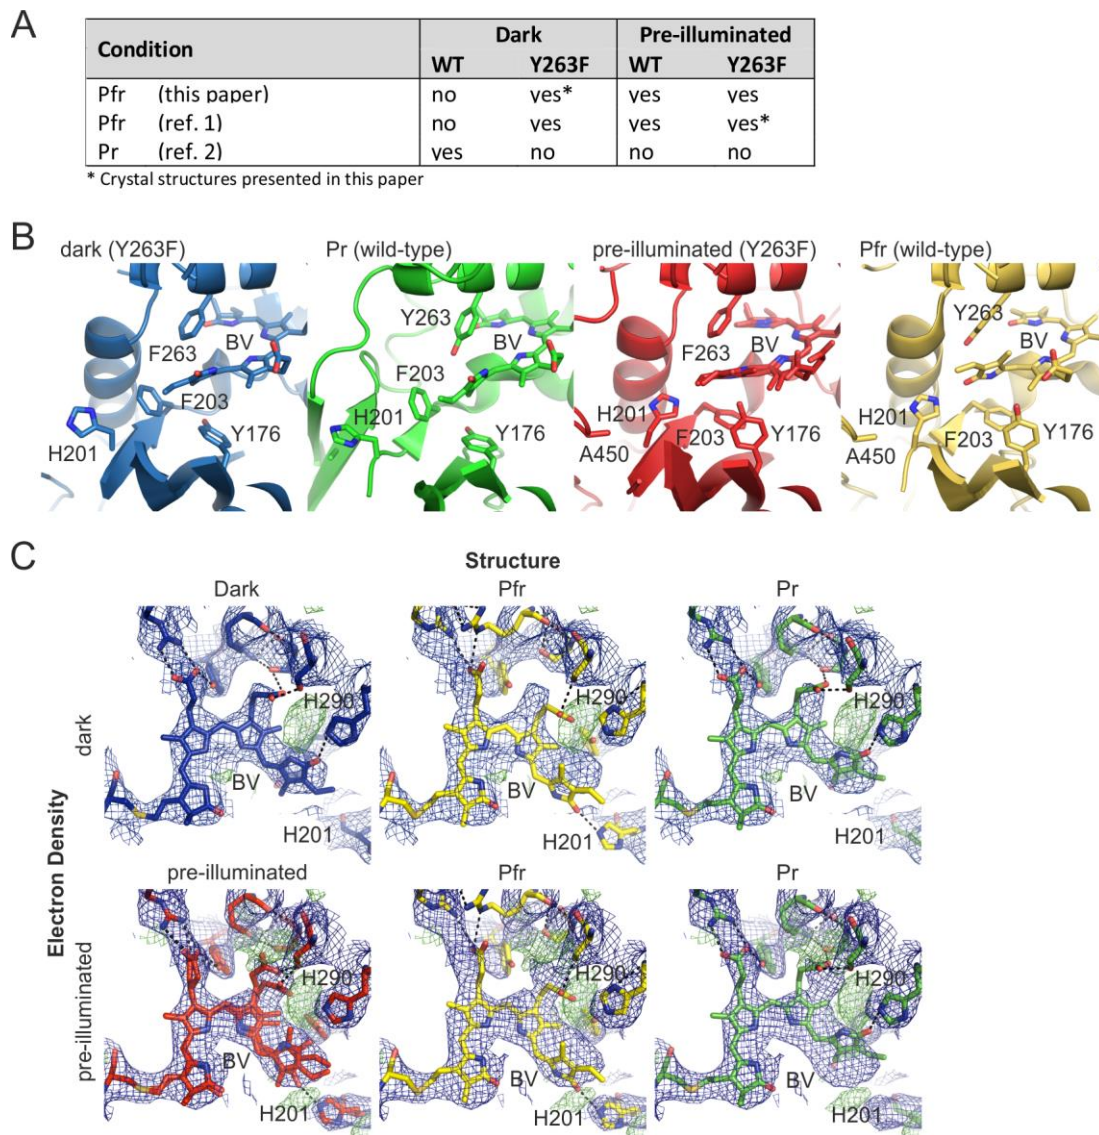 A
Condition Dark Pre-illuminated
WT Y263F WT Y263F
Pfr (this paper) no yes* yes yes
Pfr (ref. 1) no yes yes yes*
Pr (ref. 2) yes no no no
* Crystal structures presented in this paper
B
dark (Y263F) Pr (wild-type) pre-illuminated (Y263F) Pfr (wild-type)
F263 BV F203 H201 Y176
Y263 BV F203 H201 Y176
F263 BV H201 F203 Y176 A450
Y263 BV H201 F203 Y176 A450
C
Structure
Dark Pfr Pr
Electron Density
dark
H290 BV H201
H290 BV H201
H290 BV H201
pre-illuminated Pfr Pr
pre-illuminated
H290 BV H201
H290 BV H201
H290 BV H201